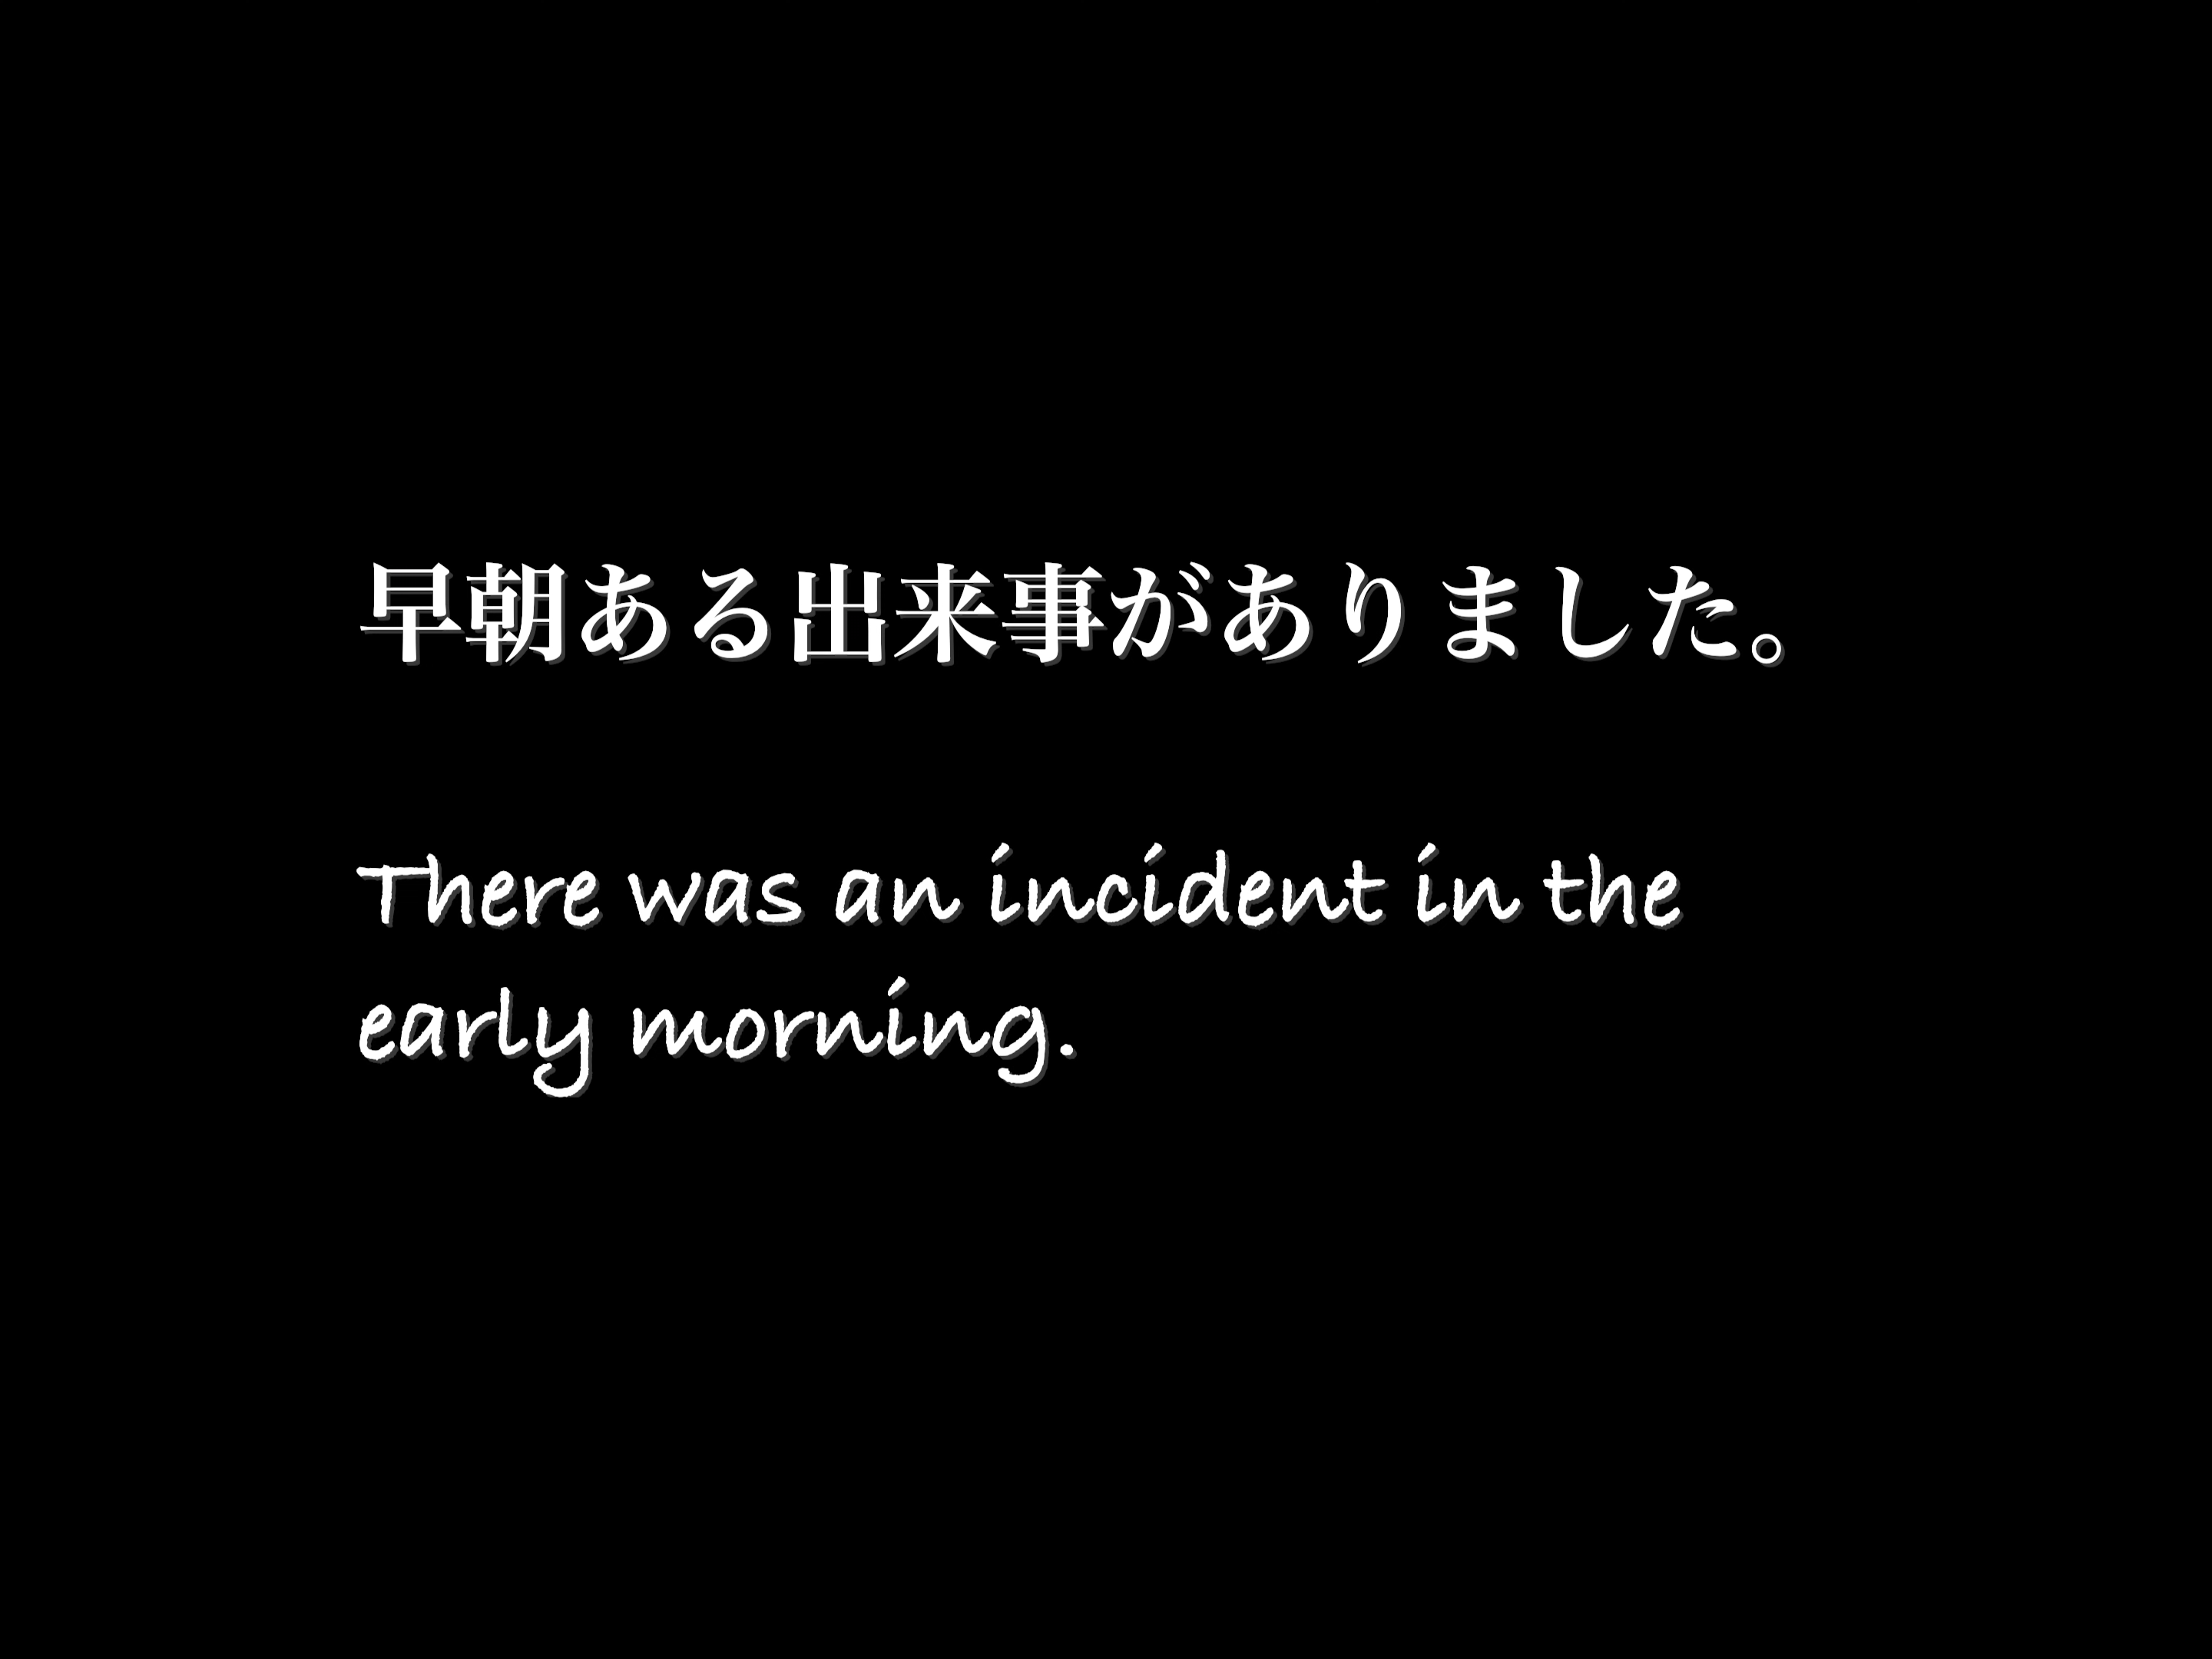 早朝ある出来事がありました。
There was an incident in the
early morning.